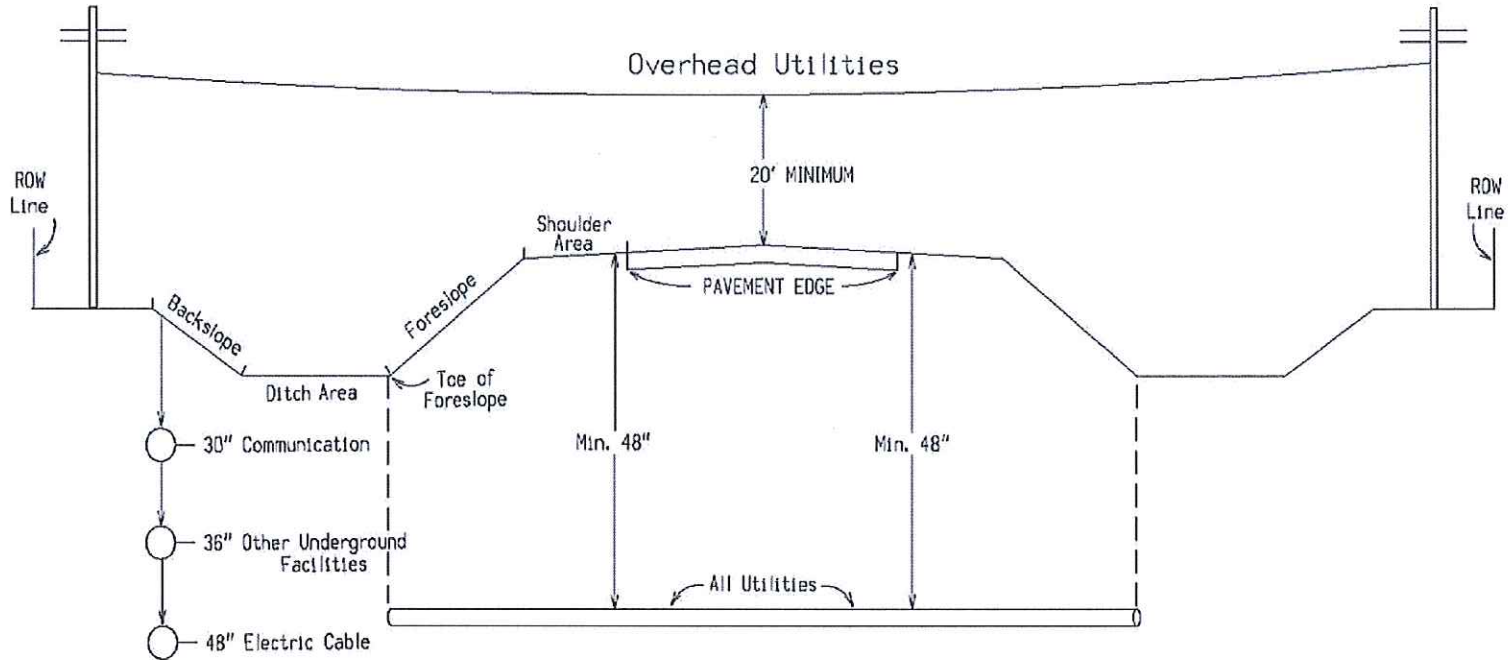 Overhead Utilities
20' MINIMUM
ROW
Line
ROW
Line
Shoulder
Area
PAVEMENT EDGE
Backslope
Foreslope
Ditch Area
Toe of
Foreslope
Min. 48"
Min. 48"
30" Communication
36" Other Underground
Facilities
All Utilities
48" Electric Cable